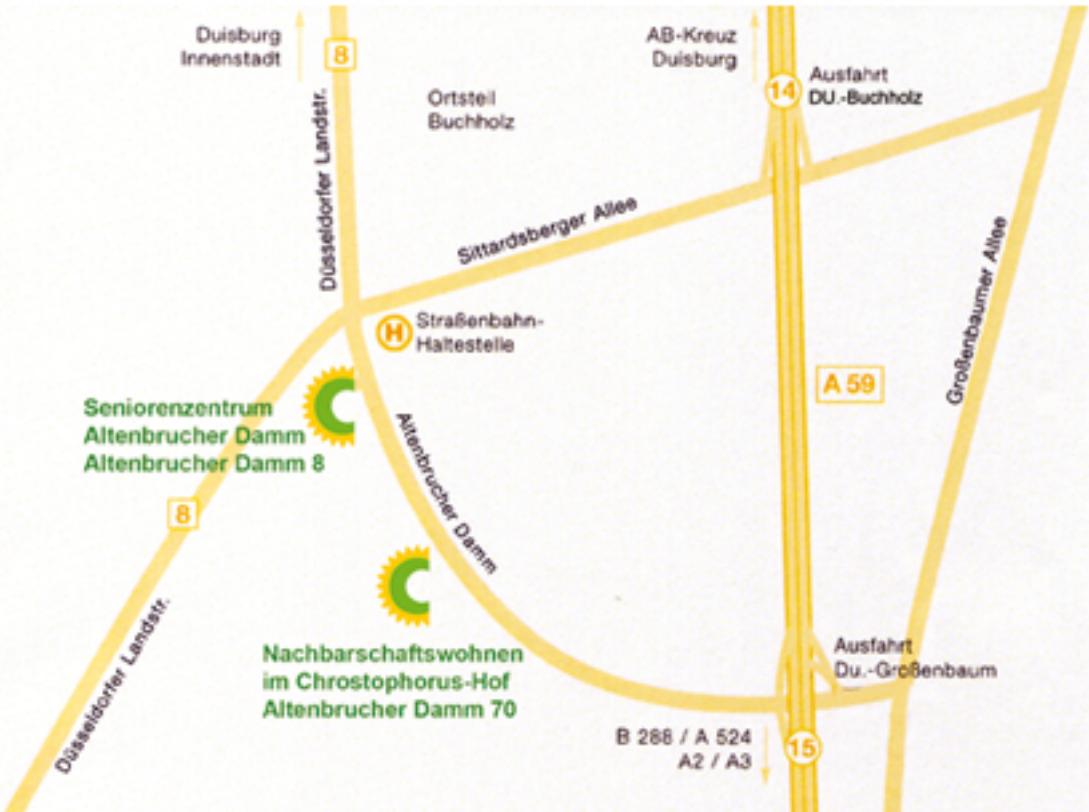 Duisburg
Innenstadt
8
AB-Kreuz
Duisburg
14
Ausfahrt
DU.-Buchholz
Ortsteil
Buchholz
Düsseldorfer Landstr.
Sittardsberger Allee
Großenbaumer Allee
H
Straßenbahn-
Haltestelle
A 59
Seniorenzentrum
Altenbrucher Damm
Altenbrucher Damm 8
Altenbrucher Damm
8
Düsseldorfer Landstr.
Nachbarschaftswohnen
im Chrostophorus-Hof
Altenbrucher Damm 70
Ausfahrt
Du.-Großenbaum
B 288 / A 524
A2 / A3
15